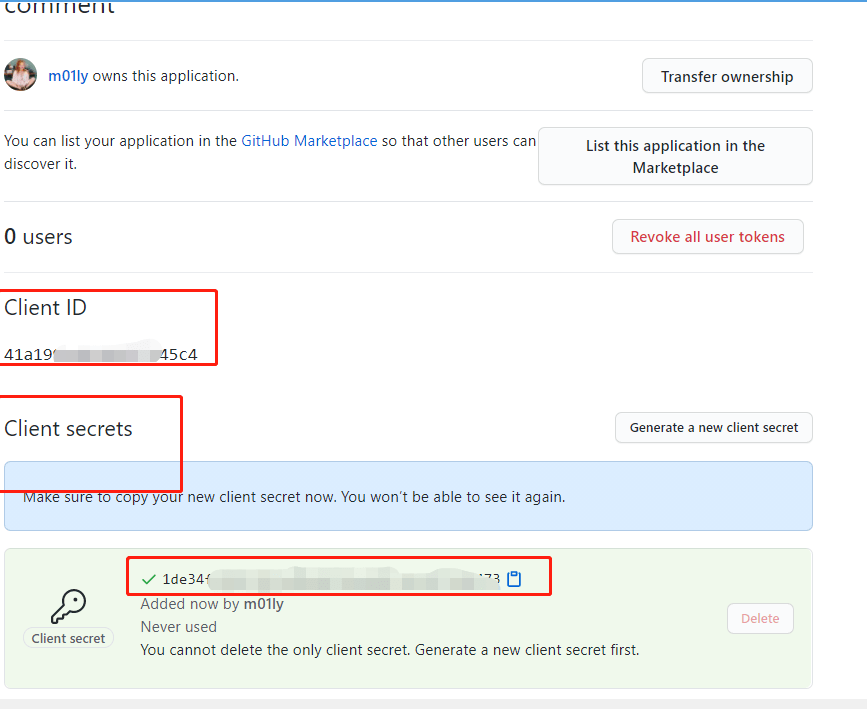 comment
m01ly owns this application.
Transfer ownership
You can list your application in the GitHub Marketplace so that other users can
discover it.
List this application in the
Marketplace
0 users
Revoke all user tokens
Client ID
41a19 45c4
Client secrets
Generate a new client secret
Make sure to copy your new client secret now. You won’t be able to see it again.
1de34f 73
Added now by m01ly
Never used
Client secret
You cannot delete the only client secret. Generate a new client secret first.
Delete